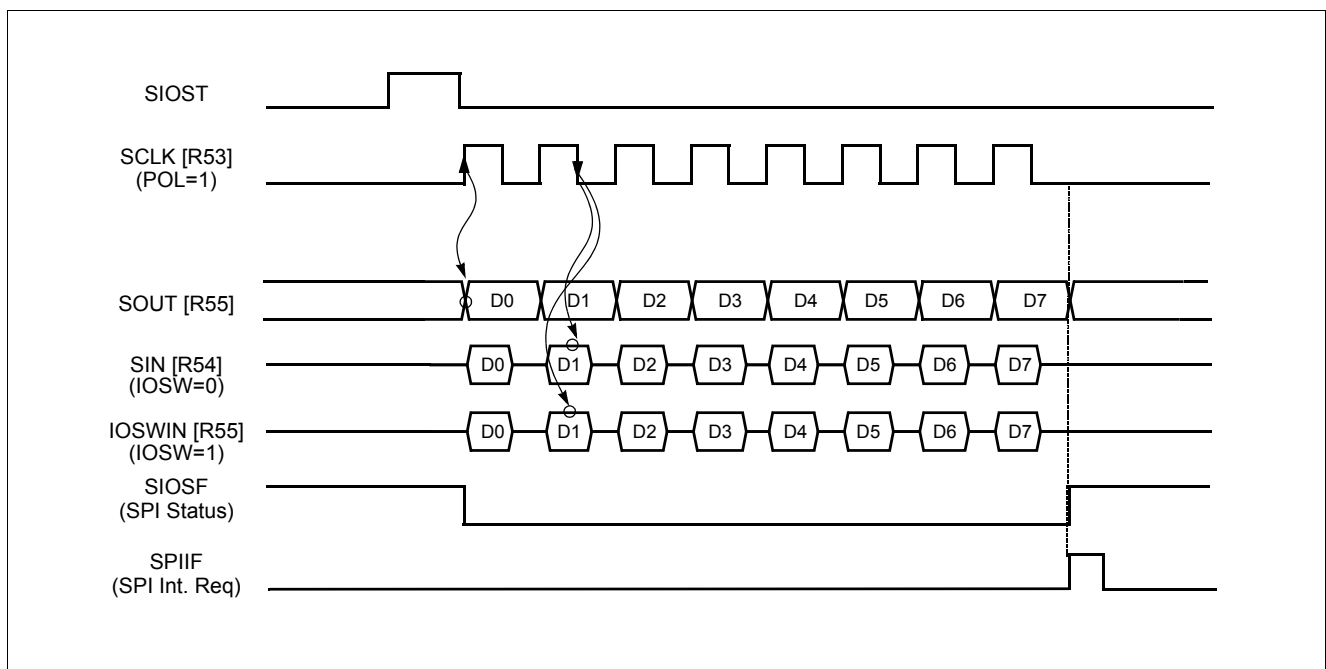 SIOST
SCLK [R53]
(POL=1)
SOUT [R55]
D0 D1 D2 D3 D4 D5 D6 D7
SIN [R54]
(IOSW=0)
D0 D1 D2 D3 D4 D5 D6 D7
IOSWIN [R55]
(IOSW=1)
D0 D1 D2 D3 D4 D5 D6 D7
SIOSF
(SPI Status)
SPIIF
(SPI Int. Req)